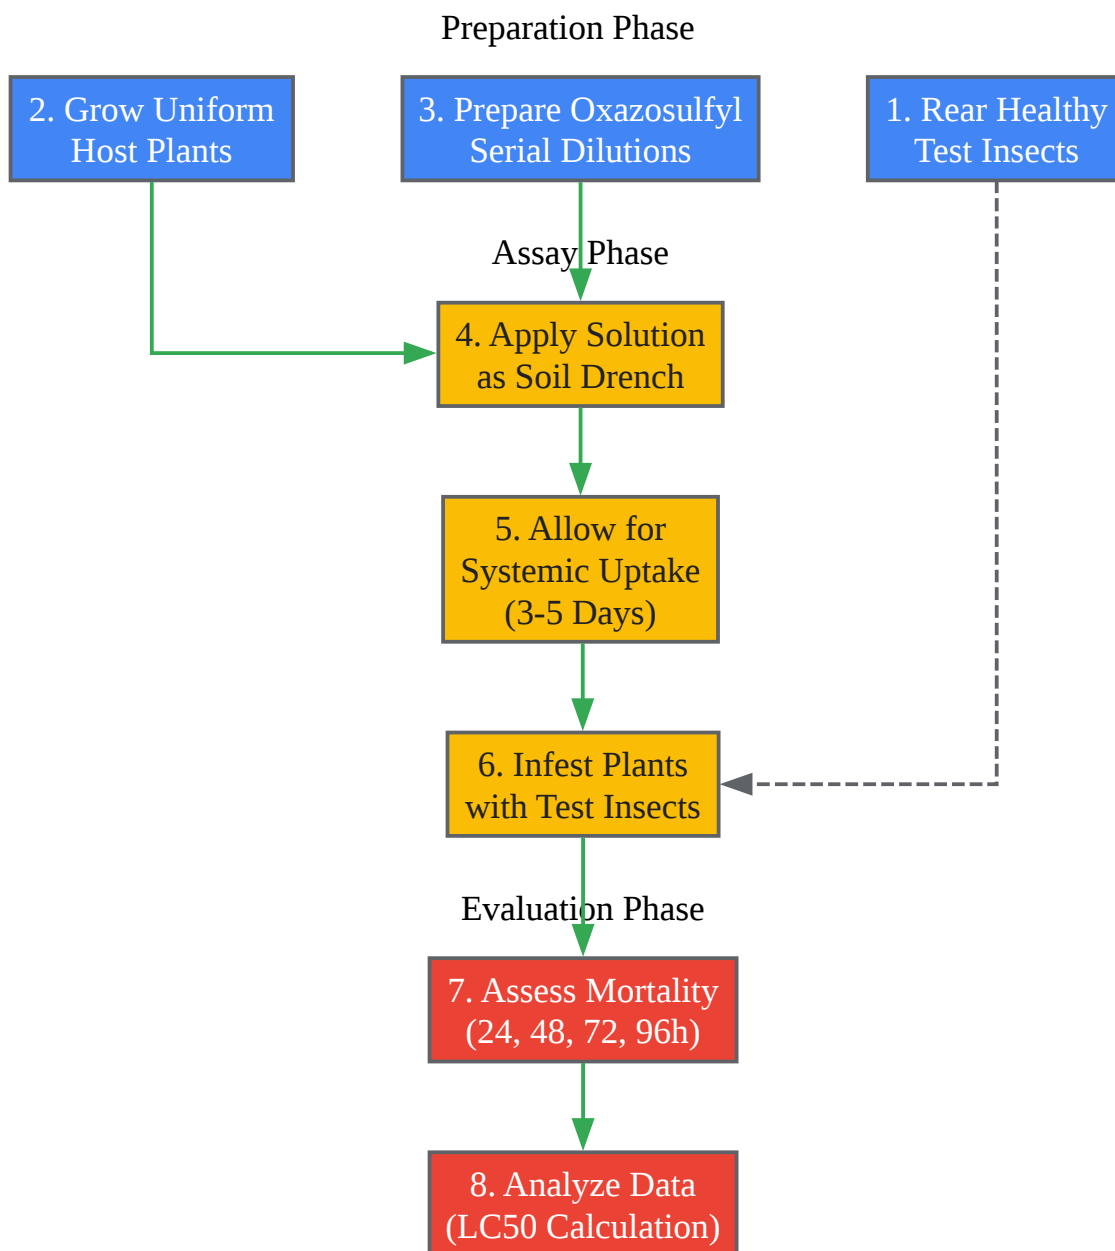 Preparation Phase
2. Grow Uniform
Host Plants
3. Prepare Oxazosulfyl
Serial Dilutions
1. Rear Healthy
Test Insects
Assay Phase
4. Apply Solution
as Soil Drench
5. Allow for
Systemic Uptake
(3-5 Days)
6. Infest Plants
with Test Insects
Evaluation Phase
7. Assess Mortality
(24, 48, 72, 96h)
8. Analyze Data
(LC50 Calculation)